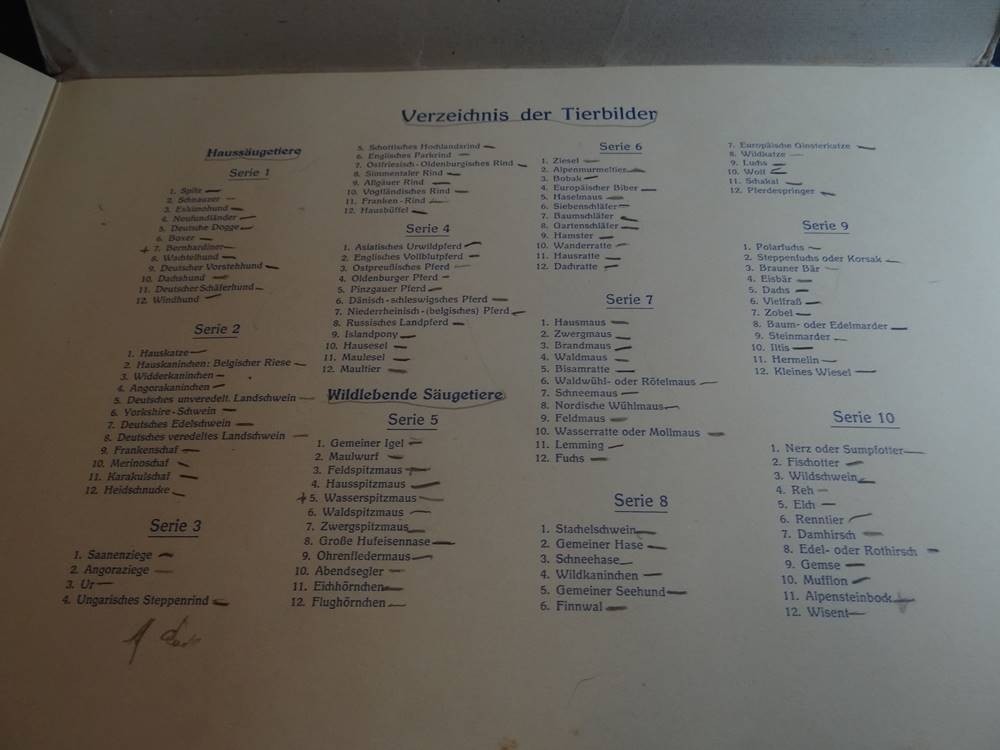 Verzeichnis der Tierbilder
Haussäugetiere
Serie 1
1. Spitz
2. Schnauzer
3. Eskimohund
4. Neufundländer
5. Deutsche Dogge
6. Boxer
7. Bernhardiner
8. Wachtelhund
9. Deutscher Vorstehhund
10. Dachshund
11. Deutscher Schäferhund
12. Windhund
Serie 2
1. Hauskatze
2. Hauskaninchen: Belgischer Riese
3. Widderkaninchen
4. Angorakaninchen
5. Deutsches unveredelt. Landschwein
6. Yorkshire-Schwein
7. Deutsches Edelschwein
8. Deutsches veredeltes Landschwein
9. Frankenschaf
10. Merinoschaf
11. Karakulschaf
12. Heidschnucke
Serie 3
1. Saanenziege
2. Angoraziege
3. Ur
4. Ungarisches Steppenrind
5. Schottisches Hochlandsrind
6. Englisches Parkrind
7. Ostfriesisch-Oldenburgisches Rind
8. Simmentaler Rind
9. Allgäuer Rind
10. Vogtländisches Rind
11. Franken-Rind
12. Hausbüffel
Serie 4
1. Asiatisches Urwildpferd
2. Englisches Vollblutpferd
3. Ostpreußisches Pferd
4. Oldenburger Pferd
5. Pinzgauer Pferd
6. Dänisch-schleswigsches Pferd
7. Niederrheinisch-(belgisches) Pferd
8. Russisches Landpferd
9. Islandpony
10. Hausesel
11. Maulesel
12. Maultier
Wildlebende Säugetiere
Serie 5
1. Gemeiner Igel
2. Maulwurf
3. Feldspitzmaus
4. Hausspitzmaus
5. Wasserspitzmaus
6. Waldspitzmaus
7. Zwergspitzmaus
8. Große Hufeisennase
9. Ohrenfledermaus
10. Abendsegler
11. Eichhörnchen
12. Flughörnchen
Serie 6
1. Ziesel
2. Alpenmurmeltier
3. Bobak
4. Europäischer Biber
5. Haselmaus
6. Siebenschläfer
7. Baumschläfer
8. Gartenschläfer
9. Hamster
10. Wanderratte
11. Hausratte
12. Dachratte
Serie 7
1. Hausmaus
2. Zwergmaus
3. Brandmaus
4. Waldmaus
5. Bisamratte
6. Waldwühl- oder Rötelmaus
7. Schneemaus
8. Nordische Wühlmaus
9. Feldmaus
10. Wasserratte oder Mollmaus
11. Lemming
12. Fuchs
Serie 8
1. Stachelschwein
2. Gemeiner Hase
3. Schneehase
4. Wildkaninchen
5. Gemeiner Seehund
6. Finnwal
7. Europäische Ginsterkatze
8. Wildkatze
9. Luchs
10. Wolf
11. Schakal
12. Pferdespringer
Serie 9
1. Polarfuchs
2. Steppenfuchs oder Korsak
3. Brauner Bär
4. Eisbär
5. Dachs
6. Vielfraß
7. Zobel
8. Baum- oder Edelmarder
9. Steinmarder
10. Iltis
11. Hermelin
12. Kleines Wiesel
Serie 10
1. Nerz oder Sumpfotter
2. Fischotter
3. Wildschwein
4. Reh
5. Elch
6. Renntier
7. Damhirsch
8. Edel- oder Rothirsch
9. Gemse
10. Mufflon
11. Alpensteinbock
12. Wisent